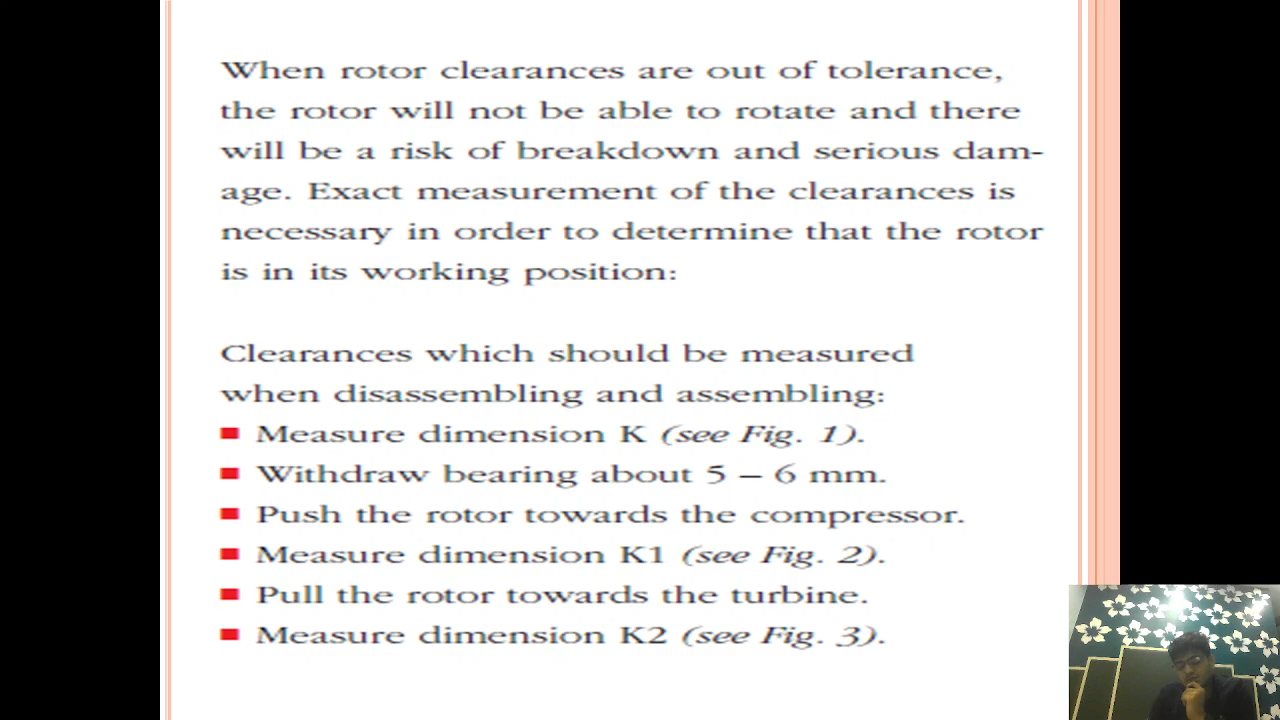 When rotor clearances are out of tolerance,
the rotor will not be able to rotate and there
will be a risk of breakdown and serious dam-
age. Exact measurement of the clearances is
necessary in order to determine that the rotor
is in its working position:
Clearances which should be measured
when disassembling and assembling:
Measure dimension K (see Fig. 1).
Withdraw bearing about 5 – 6 mm.
Push the rotor towards the compressor.
Measure dimension K1 (see Fig. 2).
Pull the rotor towards the turbine.
Measure dimension K2 (see Fig. 3).